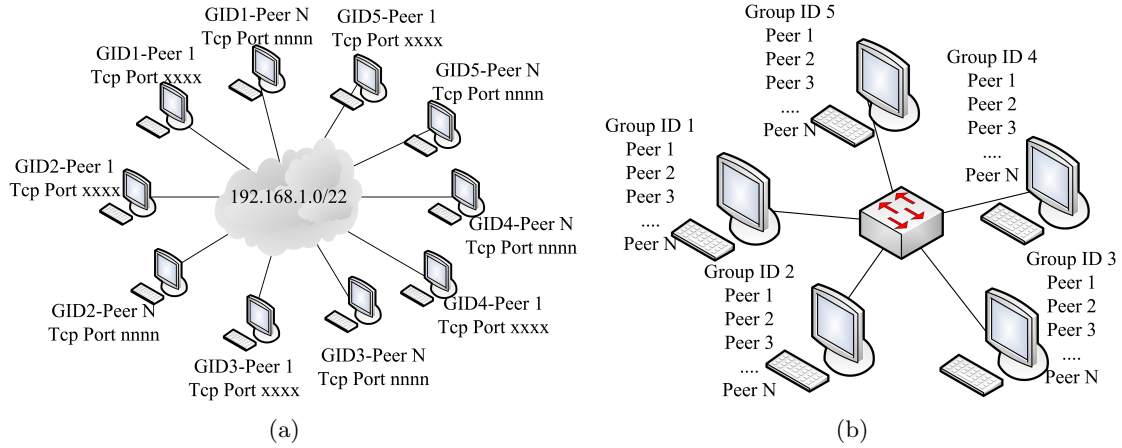 GID1-Peer N
Tcp Port nnnn
GID5-Peer 1
Tcp Port xxxx
GID1-Peer 1
Tcp Port xxxx
GID5-Peer N
Tcp Port nnnn
GID2-Peer 1
Tcp Port xxxx
192.168.1.0/22
GID4-Peer N
Tcp Port nnnn
GID2-Peer N
Tcp Port nnnn
GID4-Peer 1
Tcp Port xxxx
GID3-Peer 1
Tcp Port xxxx
GID3-Peer N
Tcp Port nnnn
(a)
Group ID 5
Peer 1
Peer 2
Peer 3
....
Peer N
Group ID 4
Peer 1
Peer 2
Peer 3
....
Peer N
Group ID 1
Peer 1
Peer 2
Peer 3
....
Peer N
Group ID 2
Peer 1
Peer 2
Peer 3
....
Peer N
Group ID 3
Peer 1
Peer 2
Peer 3
....
Peer N
(b)